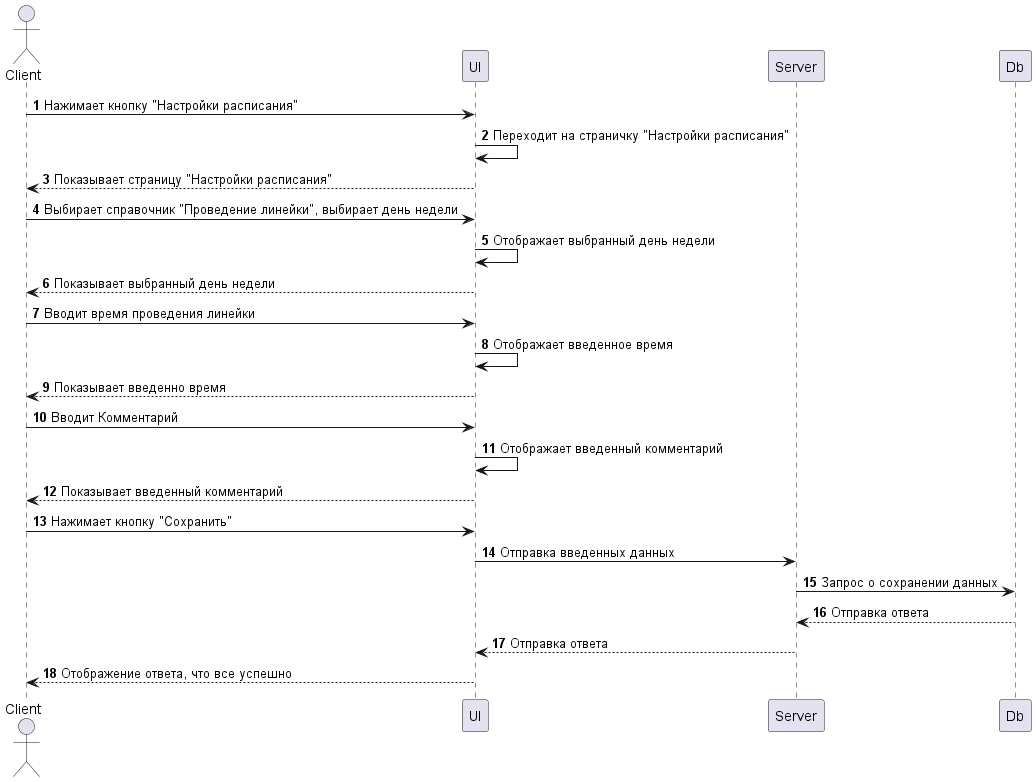 Client
UI
Server
Db
1 Нажимает кнопку "Настройки расписания"
2 Переходит на страничку "Настройки расписания"
3 Показывает страницу "Настройки расписания"
4 Выбирает справочник "Проведение линейки", выбирает день недели
5 Отображает выбранный день недели
6 Показывает выбранный день недели
7 Вводит время проведения линейки
8 Отображает введенное время
9 Показывает введенно время
10 Вводит Комментарий
11 Отображает введенный комментарий
12 Показывает введенный комментарий
13 Нажимает кнопку "Сохранить"
14 Отправка введенных данных
15 Запрос о сохранении данных
16 Отправка ответа
17 Отправка ответа
18 Отображение ответа, что все успешно
Client
UI
Server
Db